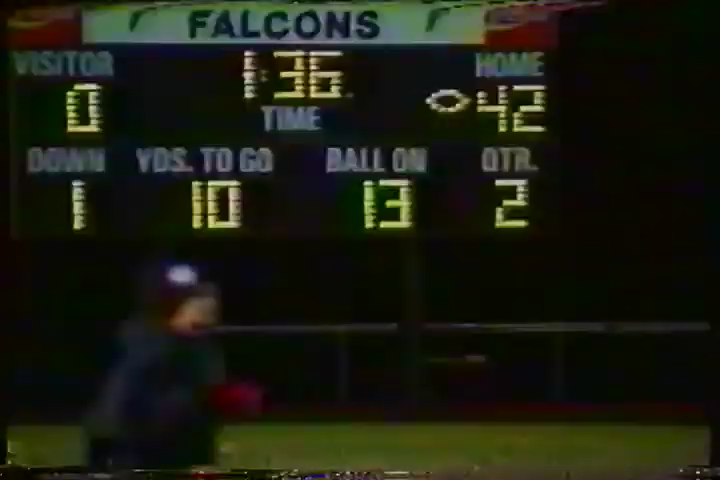 FALCONS
VISITOR 1:36 HOME
0 TIME 42
DOWN YDS. TO GO BALL ON QTR.
1 10 13 2